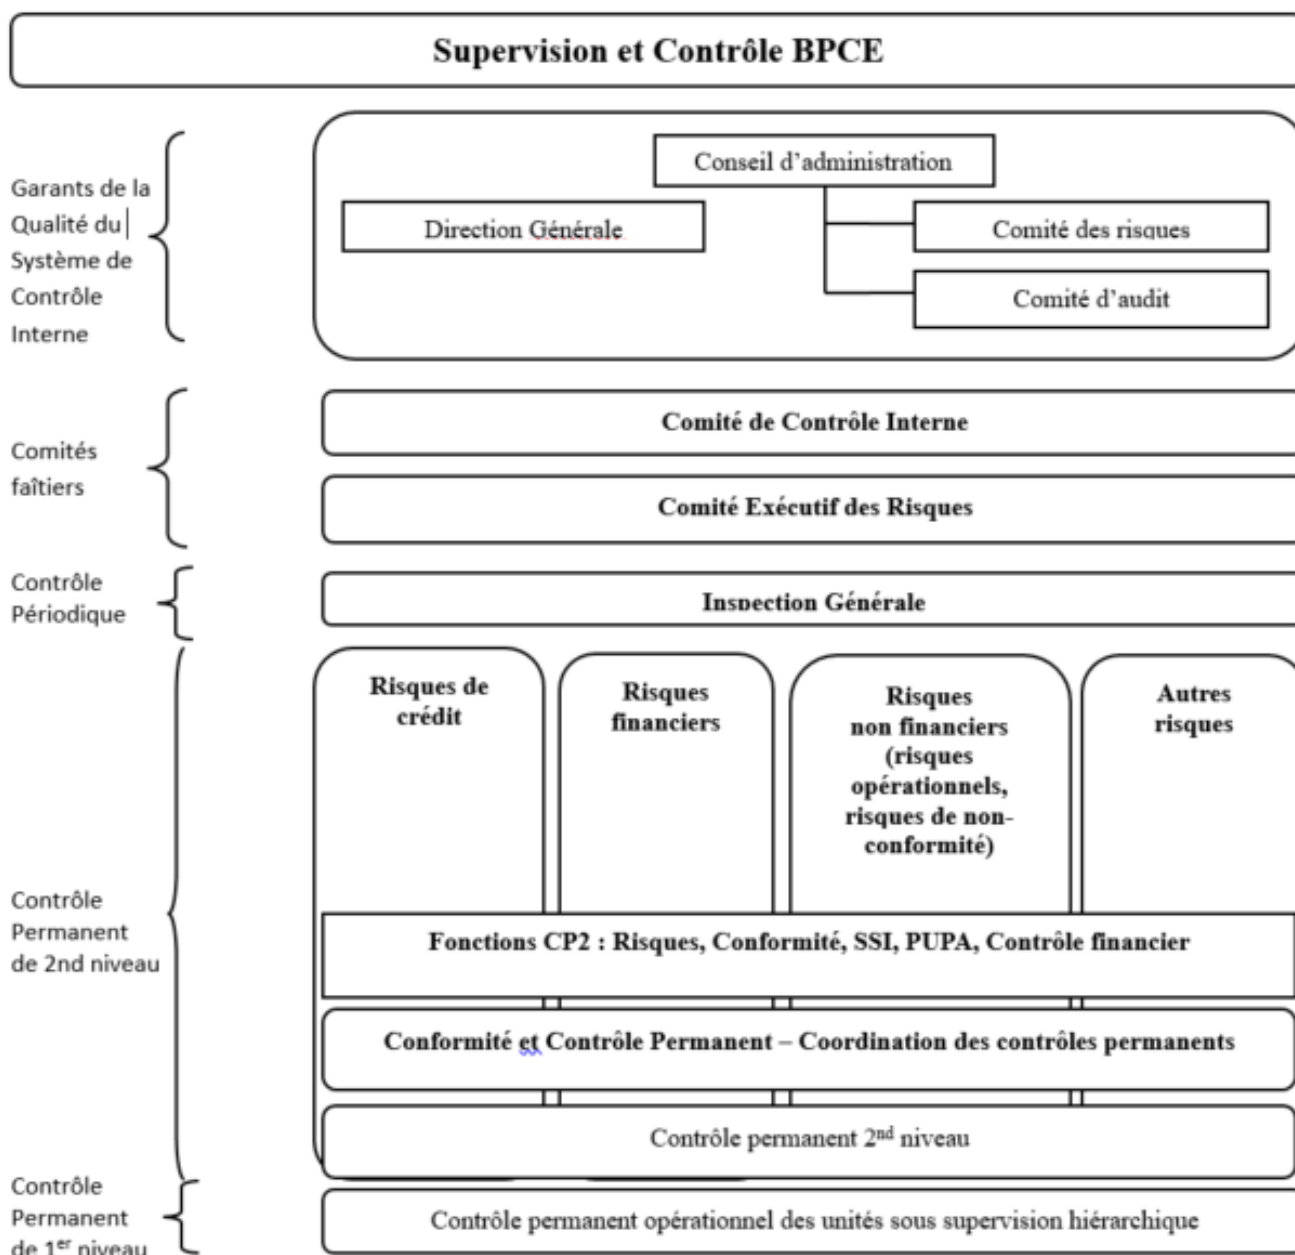 Supervision et Contrôle BPCE
Garants de la
Qualité du
Système de
Contrôle
Interne
Conseil d’administration
Direction Générale
Comité des risques
Comité d’audit
Comités
faîtiers
Comité de Contrôle Interne
Comité Exécutif des Risques
Contrôle
Périodique
Inspection Générale
Contrôle
Permanent
de 2nd niveau
Risques de
crédit
Risques
financiers
Risques
non financiers
(risques
opérationnels,
risques de non-
conformité)
Autres
risques
Fonctions CP2 : Risques, Conformité, SSI, PUPA, Contrôle financier
Conformité et Contrôle Permanent – Coordination des contrôles permanents
Contrôle permanent 2nd niveau
Contrôle
Permanent
de 1er niveau
Contrôle permanent opérationnel des unités sous supervision hiérarchique